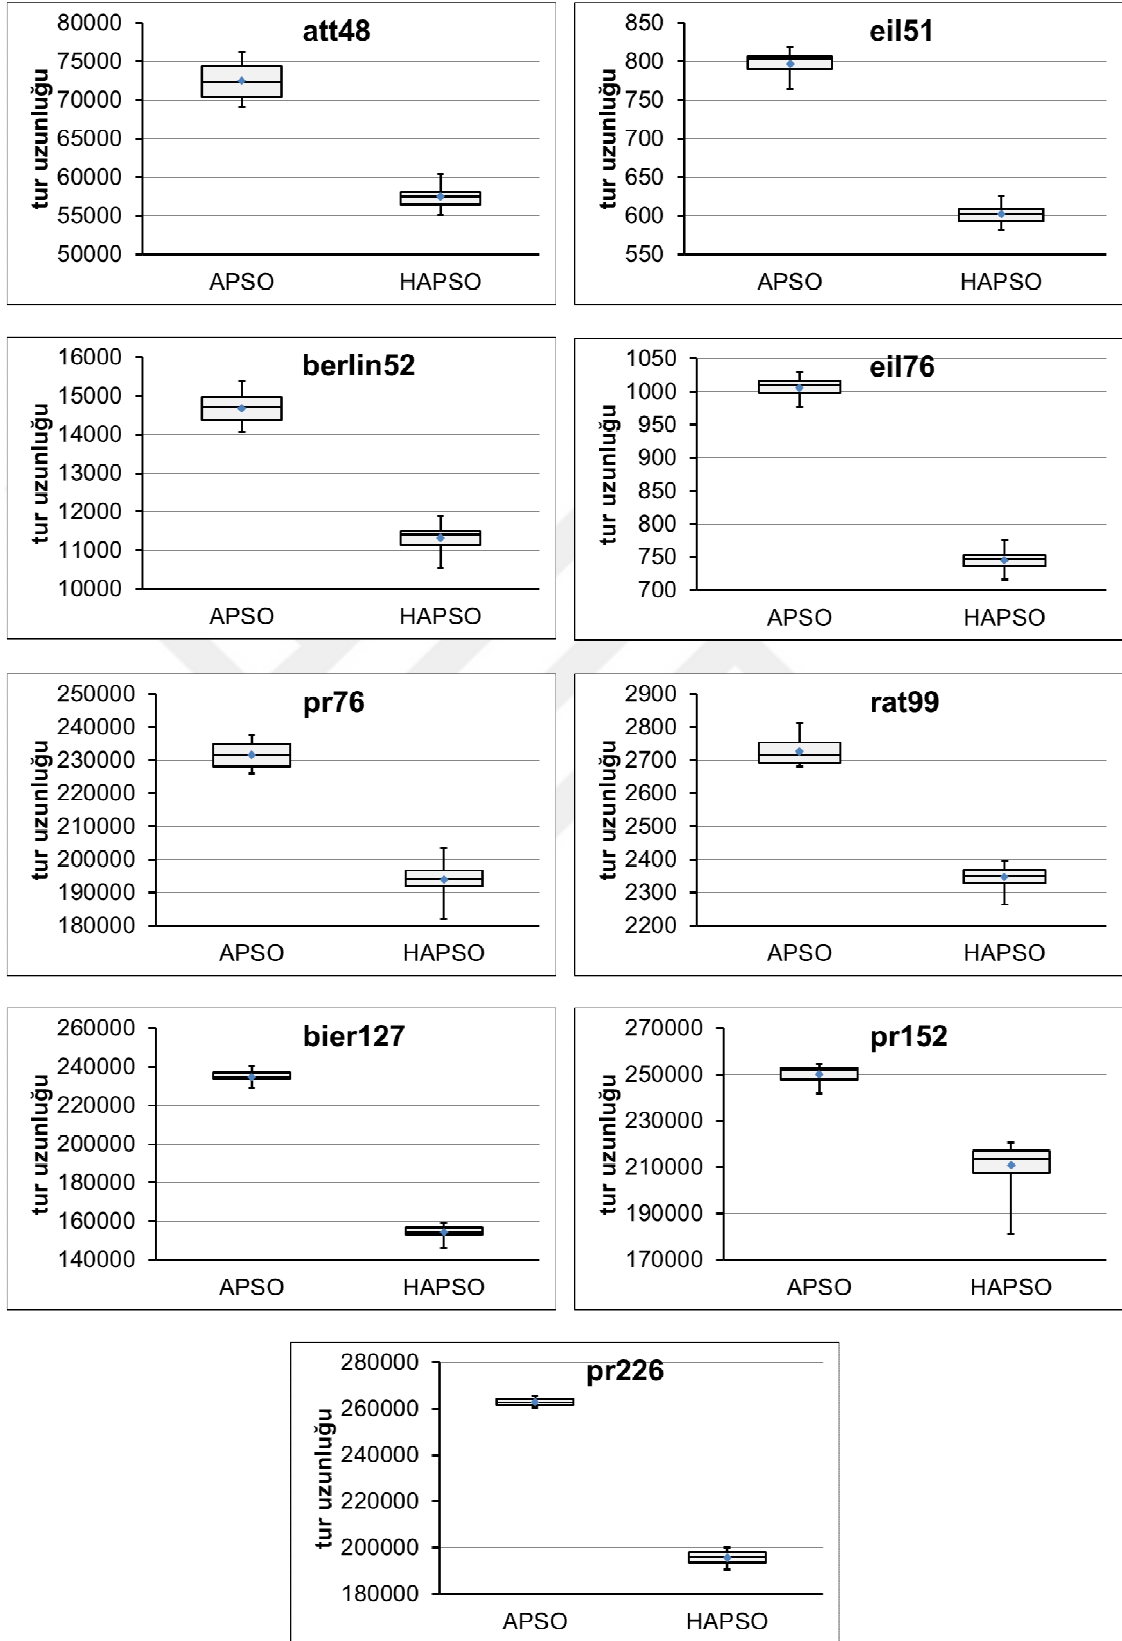 att48
tur uzunluğu
80000
75000
70000
65000
60000
55000
50000
APSO HAPSO
eil51
tur uzunluğu
850
800
750
700
650
600
550
APSO HAPSO
berlin52
tur uzunluğu
16000
15000
14000
13000
12000
11000
10000
APSO HAPSO
eil76
tur uzunluğu
1050
1000
950
900
850
800
750
700
APSO HAPSO
pr76
tur uzunluğu
250000
240000
230000
220000
210000
200000
190000
180000
APSO HAPSO
rat99
tur uzunluğu
2900
2800
2700
2600
2500
2400
2300
2200
APSO HAPSO
bier127
tur uzunluğu
260000
240000
220000
200000
180000
160000
140000
APSO HAPSO
pr152
tur uzunluğu
270000
250000
230000
210000
190000
170000
APSO HAPSO
pr226
tur uzunluğu
280000
260000
240000
220000
200000
180000
APSO HAPSO